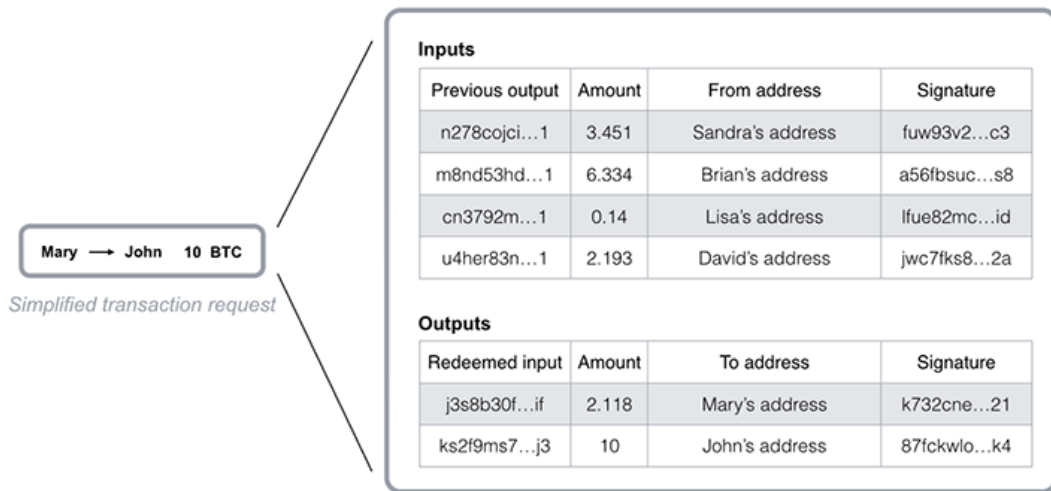 Mary → John 10 BTC
Simplified transaction request
Inputs
Previous output Amount From address Signature
n278cojci...1 3.451 Sandra's address fuw93v2...c3
m8nd53hd...1 6.334 Brian's address a56fbsuc...s8
cn3792m...1 0.14 Lisa's address lfue82mc...id
u4her83n...1 2.193 David's address jwc7fks8...2a
Outputs
Redeemed input Amount To address Signature
j3s8b30f...if 2.118 Mary's address k732cne...21
ks2f9ms7...j3 10 John's address 87fckwlo...k4